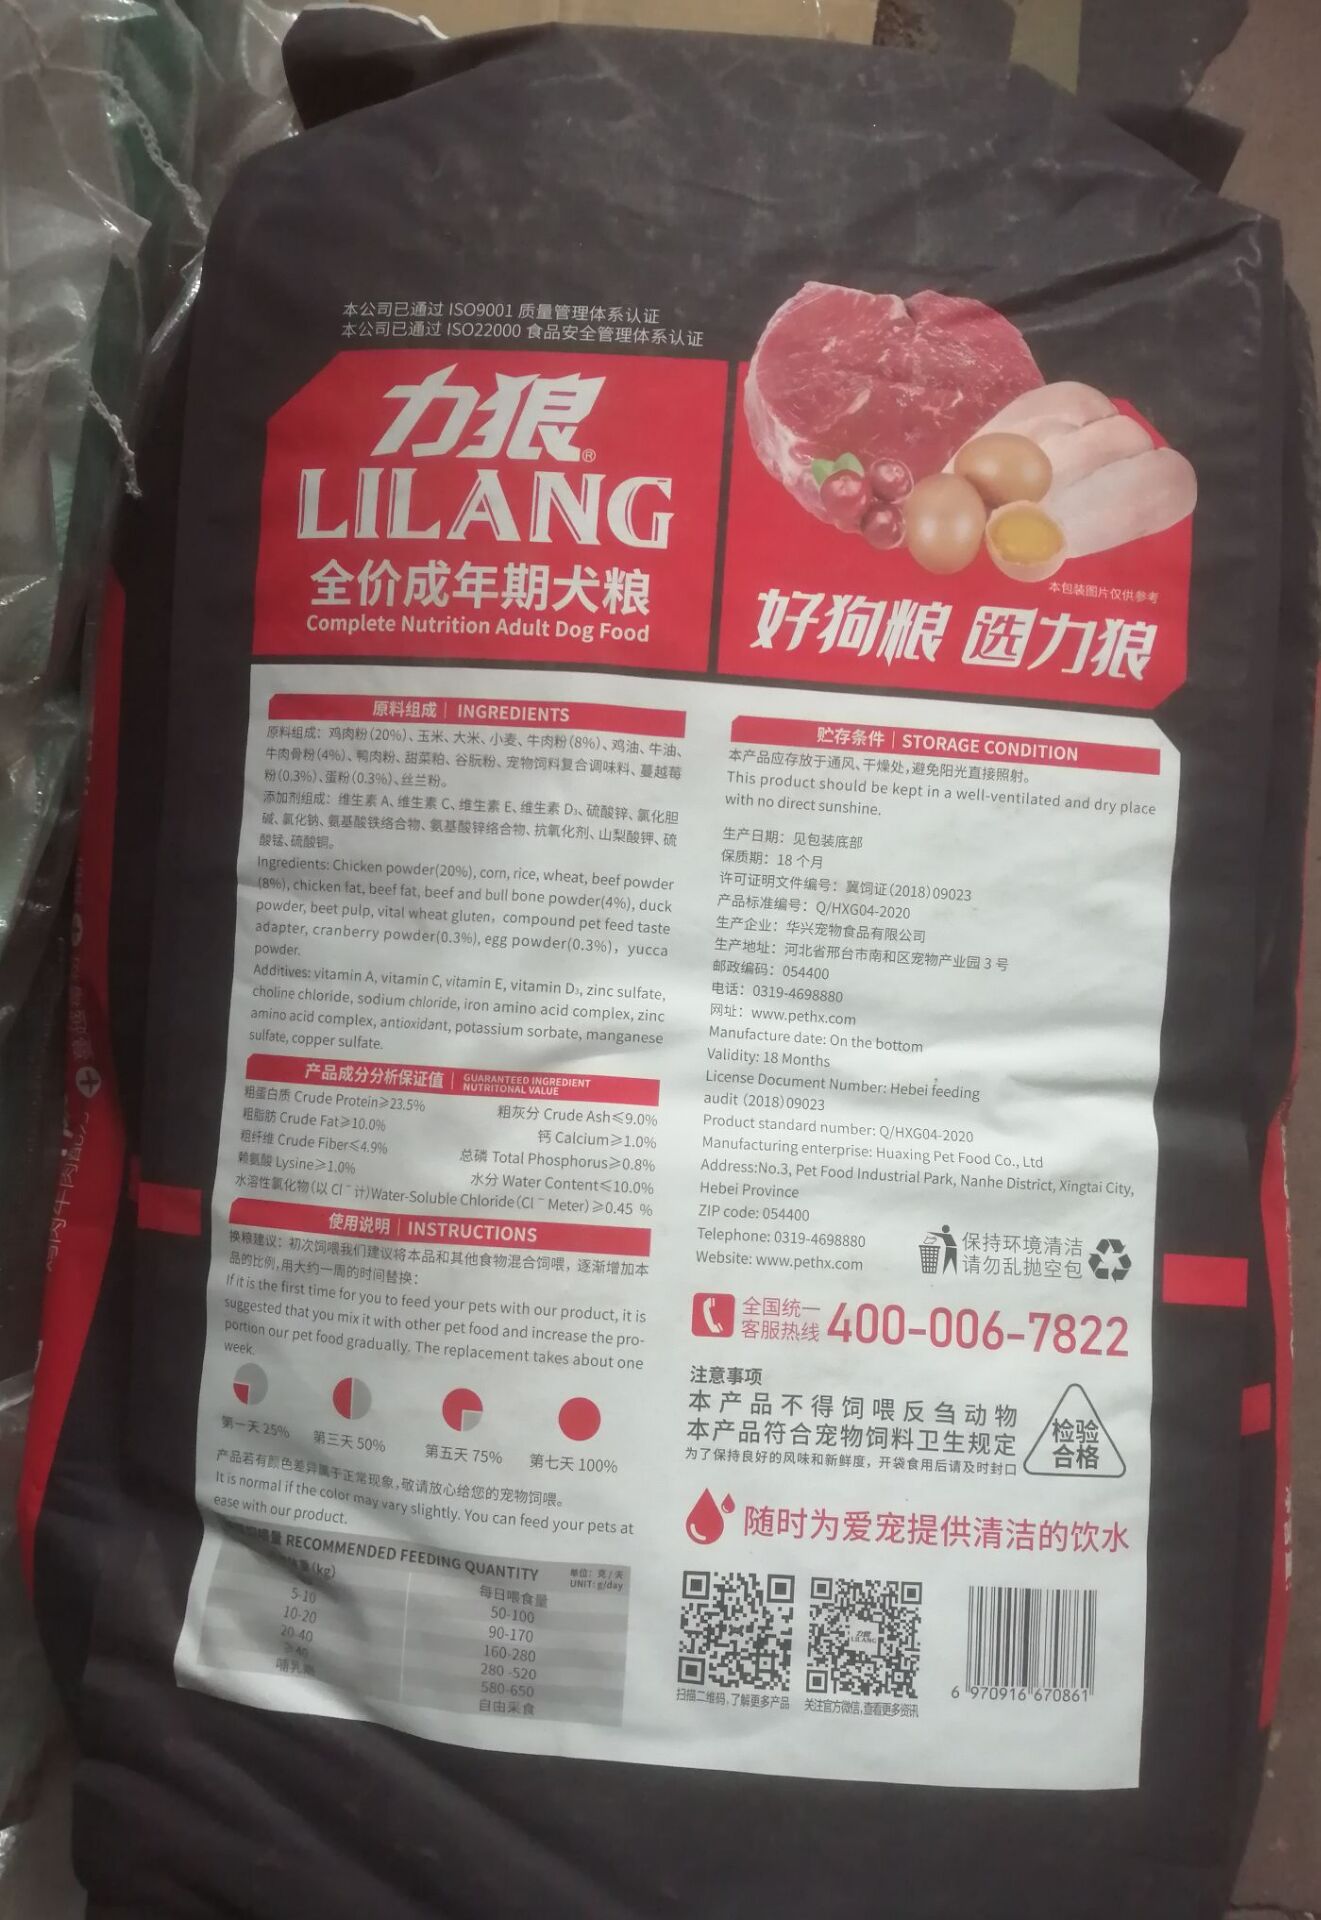 本公司已通过 ISO9001 质量管理体系认证
本公司已通过 ISO22000 食品安全管理体系认证
力狼®
LILANG
全价成年期犬粮
Complete Nutrition Adult Dog Food
本包装图片仅供参考
好狗粮 选力狼
原料组成 | INGREDIENTS
原料组成：鸡肉粉(20%)、玉米、大米、小麦、牛肉粉(8%)、鸡油、牛油、
牛肉骨粉(4%)、鸭肉粉、甜菜粕、谷朊粉、宠物饲料复合调味料、蔓越莓
粉(0.3%)、蛋粉(0.3%)、丝兰粉。
添加剂组成：维生素 A、维生素 C、维生素 E、维生素 D₃、硫酸锌、氯化胆
碱、氯化钠、氨基酸铁络合物、氨基酸锌络合物、抗氧化剂、山梨酸钾、硫
酸锰、硫酸铜。
Ingredients: Chicken powder(20%), corn, rice, wheat, beef powder
(8%), chicken fat, beef fat, beef and bull bone powder(4%), duck
powder, beet pulp, vital wheat gluten, compound pet feed taste
adapter, cranberry powder(0.3%), egg powder(0.3%), yucca
powder.
Additives: vitamin A, vitamin C, vitamin E, vitamin D₃, zinc sulfate,
choline chloride, sodium chloride, iron amino acid complex, zinc
amino acid complex, antioxidant, potassium sorbate, manganese
sulfate, copper sulfate.
产品成分分析保证值 | GUARANTEED INGREDIENT
NUTRITONAL VALUE
粗蛋白质 Crude Protein≥23.5%
粗灰分 Crude Ash≤9.0%
粗脂肪 Crude Fat≥10.0%
钙 Calcium≥1.0%
粗纤维 Crude Fiber≤4.9%
总磷 Total Phosphorus≥0.8%
赖氨酸 Lysine≥1.0%
水分 Water Content≤10.0%
水溶性氯化物(以 Cl⁻计)Water-Soluble Chloride(Cl⁻Meter)≥0.45 %
使用说明 | INSTRUCTIONS
换粮建议：初次饲喂我们建议将本品和其他食物混合饲喂，逐渐增加本
品的比例,用大约一周的时间替换：
If it is the first time for you to feed your pets with our product, it is
suggested that you mix it with other pet food and increase the pro-
portion our pet food gradually. The replacement takes about one
week.
第一天 25%
第三天 50%
第五天 75%
第七天 100%
产品若有颜色差异属于正常现象,敬请放心给您的宠物饲喂。
It is normal if the color may vary slightly. You can feed your pets at
ease with our product.
量 RECOMMENDED FEEDING QUANTITY
单位：克/天
UNIT: g/day
(kg)
每日喂食量
5-10
50-100
10-20
90-170
20-40
160-280
≥40
280 -520
580-650
自由采食
贮存条件 | STORAGE CONDITION
本产品应存放于通风、干燥处,避免阳光直接照射。
This product should be kept in a well-ventilated and dry place
with no direct sunshine.
生产日期：见包装底部
保质期：18 个月
许可证明文件编号：冀饲证(2018)09023
产品标准编号：Q/HXG04-2020
生产企业：华兴宠物食品有限公司
生产地址：河北省邢台市南和区宠物产业园 3 号
邮政编码：054400
电话：0319-4698880
网址：www.pethx.com
Manufacture date: On the bottom
Validity: 18 Months
License Document Number: Hebei feeding
audit (2018)09023
Product standard number: Q/HXG04-2020
Manufacturing enterprise: Huaxing Pet Food Co., Ltd
Address:No.3, Pet Food Industrial Park, Nanhe District, Xingtai City,
Hebei Province
ZIP code: 054400
Telephone: 0319-4698880
Website: www.pethx.com
保持环境清洁
请勿乱抛空包
全国统一
客服热线 400-006-7822
注意事项
本产品不得饲喂反刍动物
本产品符合宠物饲料卫生规定
为了保持良好的风味和新鲜度，开袋食用后请及时封口
检验
合格
随时为爱宠提供清洁的饮水
力狼
LILANG
扫描二维码,了解更多产品
关注官方微信,查看更多资讯
6 970916 670861